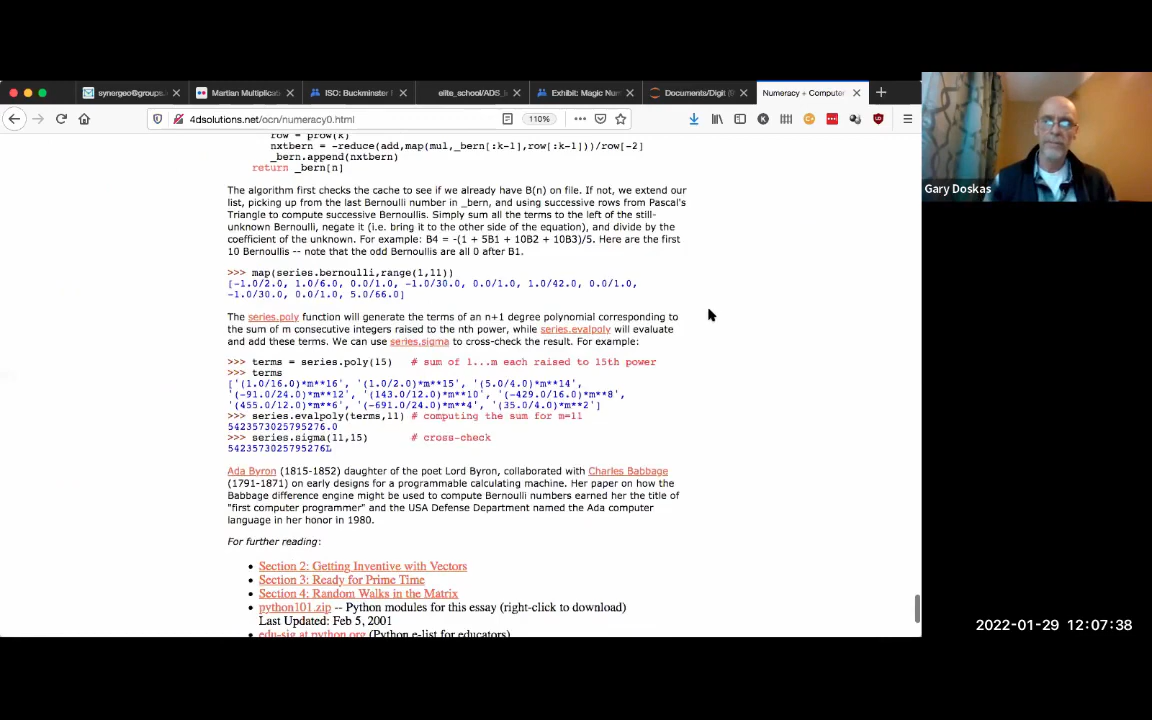 synergeo@groups.
Martian Multiplica
ISO: Buckminster
elite_school/ADS_
Exhibit: Magic Num
Documents/Digit (
Numeracy + Computer
4dsolutions.net/ocn/numeracy0.html
110%
row = prow(k)
nxtbern = -reduce(add,map(mul,_bern[:k-1],row[:k-1]))/row[-2]
_bern.append(nxtbern)
return _bern[n]
The algorithm first checks the cache to see if we already have B(n) on file. If not, we extend our
list, picking up from the last Bernoulli number in _bern, and using successive rows from Pascal's
Triangle to compute successive Bernoullis. Simply sum all the terms to the left of the still-
unknown Bernoulli, negate it (i.e. bring it to the other side of the equation), and divide by the
coefficient of the unknown. For example: B4 = -(1 + 5B1 + 10B2 + 10B3)/5. Here are the first
10 Bernoullis -- note that the odd Bernoullis are all 0 after B1.
>>> map(series.bernoulli,range(1,11))
[-1.0/2.0, 1.0/6.0, 0.0/1.0, -1.0/30.0, 0.0/1.0, 1.0/42.0, 0.0/1.0,
-1.0/30.0, 0.0/1.0, 5.0/66.0]
The series.poly function will generate the terms of an n+1 degree polynomial corresponding to
the sum of m consecutive integers raised to the nth power, while series.evalpoly will evaluate
and add these terms. We can use series.sigma to cross-check the result. For example:
>>> terms = series.poly(15) # sum of 1...m each raised to 15th power
>>> terms
['(1.0/16.0)*m**16', '(1.0/2.0)*m**15', '(5.0/4.0)*m**14',
'(-91.0/24.0)*m**12', '(143.0/12.0)*m**10', '(-429.0/16.0)*m**8',
'(455.0/12.0)*m**6', '(-691.0/24.0)*m**4', '(35.0/4.0)*m**2']
>>> series.evalpoly(terms,11) # computing the sum for m=11
5423573025795276.0
>>> series.sigma(11,15) # cross-check
5423573025795276L
Ada Byron (1815-1852) daughter of the poet Lord Byron, collaborated with Charles Babbage
(1791-1871) on early designs for a programmable calculating machine. Her paper on how the
Babbage difference engine might be used to compute Bernoulli numbers earned her the title of
"first computer programmer" and the USA Defense Department named the Ada computer
language in her honor in 1980.
For further reading:
• Section 2: Getting Inventive with Vectors
• Section 3: Ready for Prime Time
• Section 4: Random Walks in the Matrix
• python101.zip -- Python modules for this essay (right-click to download)
Last Updated: Feb 5, 2001
• edu-sig at python.org (Python e-list for educators)
Gary Doskas
2022-01-29 12:07:38